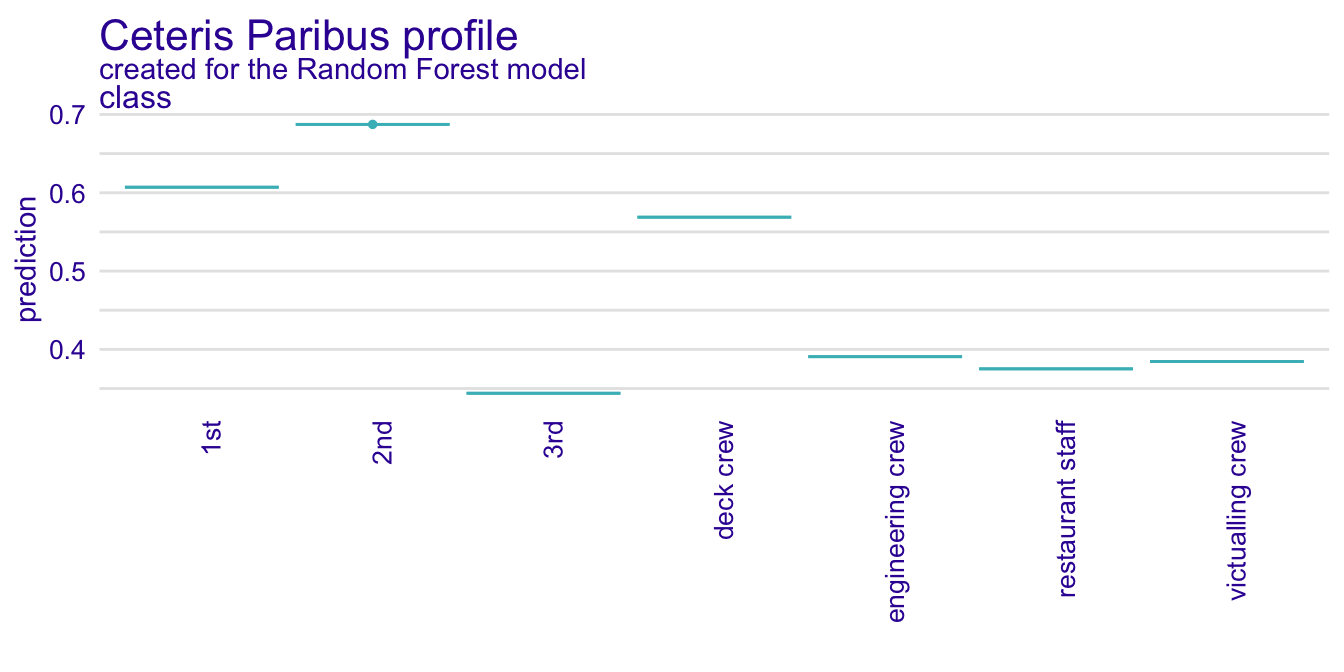 Ceteris Paribus profile
created for the Random Forest model
class
0.7
0.6
0.5
0.4
prediction
1st
2nd
3rd
deck crew
engineering crew
restaurant staff
victualling crew